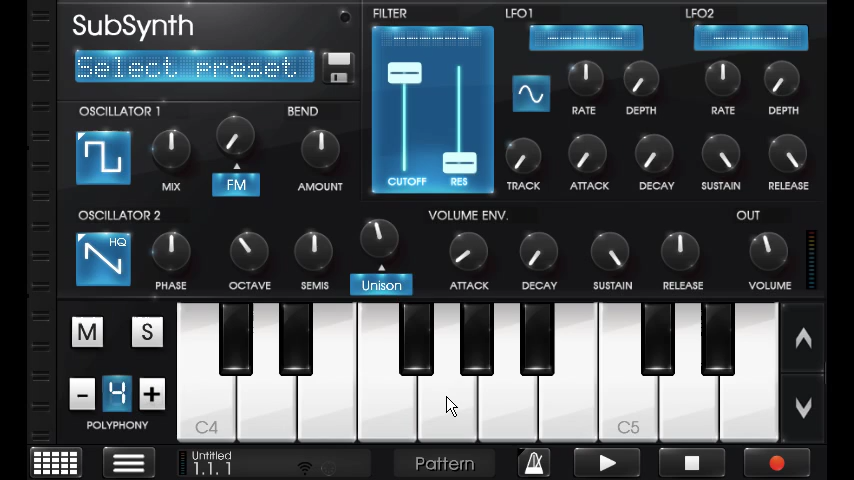 SubSynth
Select preset
OSCILLATOR 1
BEND
MIX
FM
AMOUNT
FILTER
CUTOFF
RES
LFO1
LFO2
RATE
DEPTH
RATE
DEPTH
TRACK
ATTACK
DECAY
SUSTAIN
RELEASE
OSCILLATOR 2
VOLUME ENV.
OUT
HQ
PHASE
OCTAVE
SEMIS
Unison
ATTACK
DECAY
SUSTAIN
RELEASE
VOLUME
M
S
- 4 +
POLYPHONY
C4
C5
Untitled
1.1. 1
Pattern